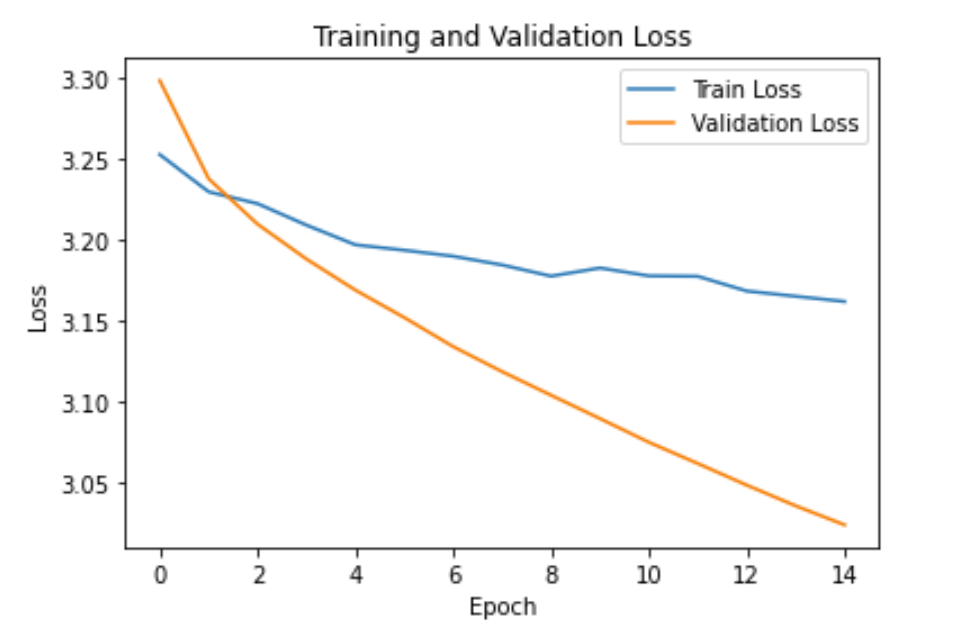 Training and Validation Loss
Train Loss
Validation Loss
3.30
3.25
3.20
3.15
3.10
3.05
Loss
0 2 4 6 8 10 12 14
Epoch